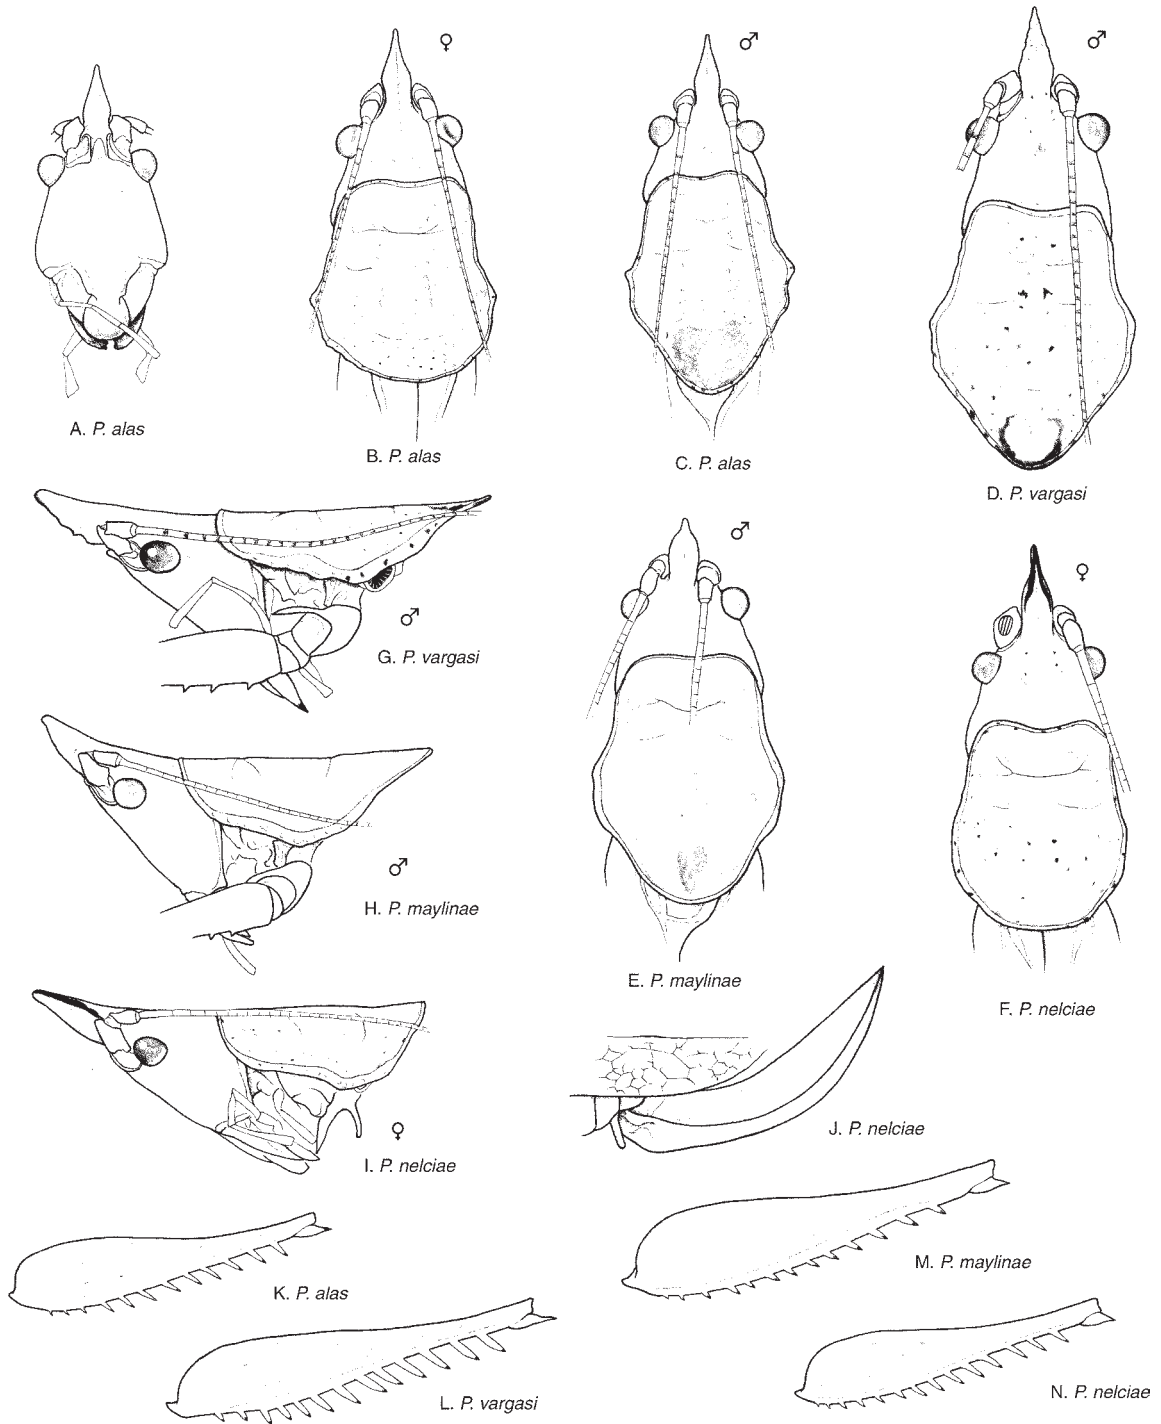 ♀
♂
♂
A. P. alas
B. P. alas
C. P. alas
D. P. vargasi
♂
G. P. vargasi
♂
♀
♂
H. P. maylinae
E. P. maylinae
F. P. nelciae
♀
I. P. nelciae
J. P. nelciae
K. P. alas
M. P. maylinae
L. P. vargasi
N. P. nelciae